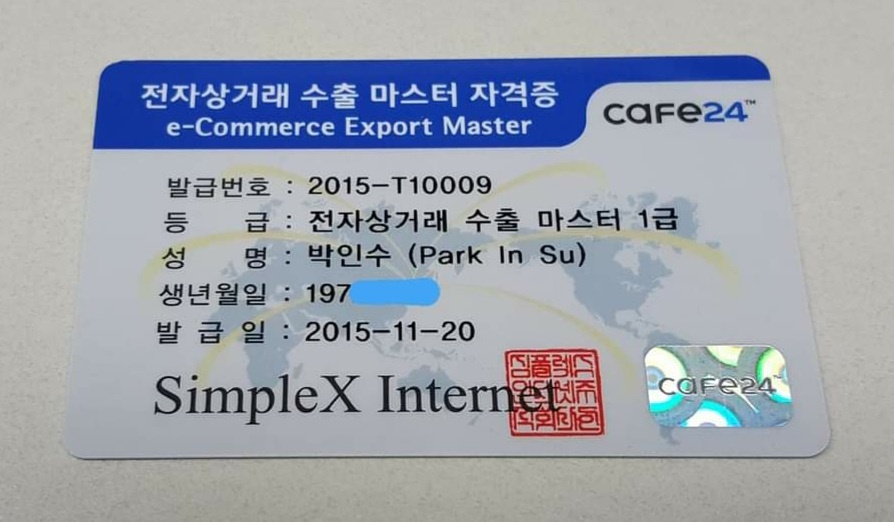 전자상거래 수출 마스터 자격증
e-Commerce Export Master
CAFE24™
발급번호 : 2015-T10009
등 급 : 전자상거래 수출 마스터 1급
성 명 : 박인수 (Park In Su)
생년월일 : 197
발 급 일 : 2015-11-20
SimpleX Internet
CAFE24™